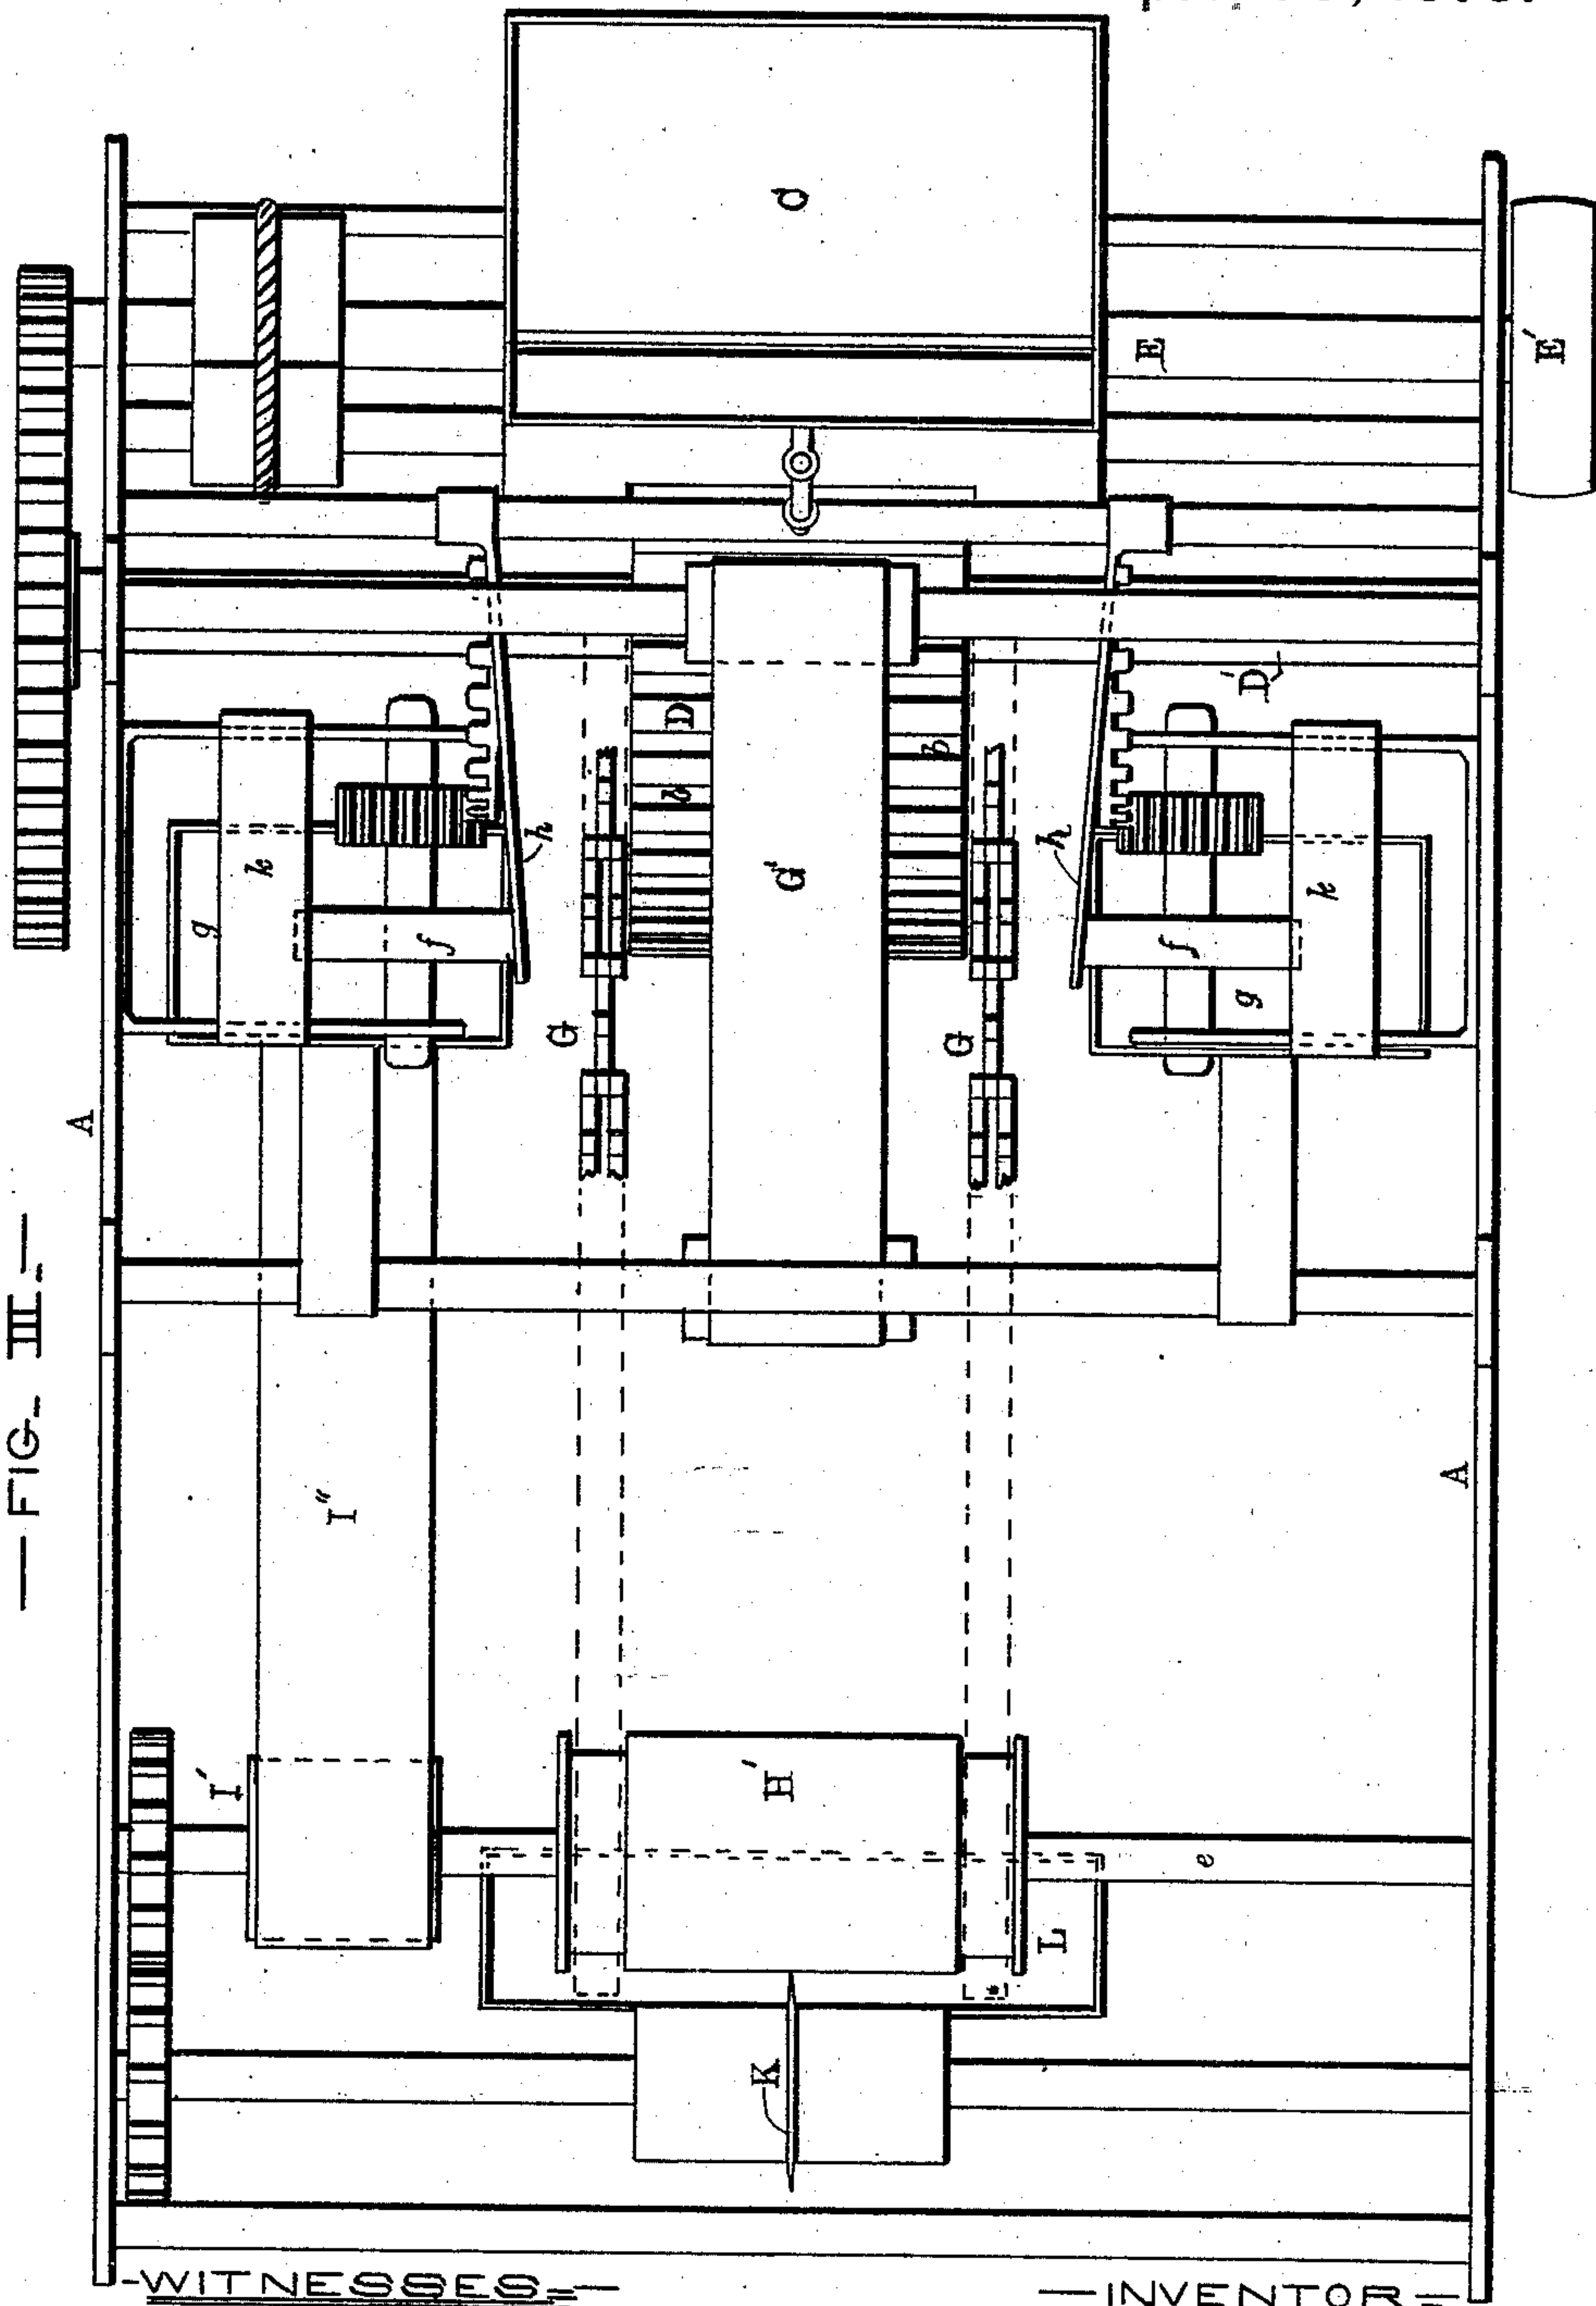 — FIG. III. —
A
C
E
E'
D'
D
b
b
k
k
g
g
f
f
h
h
G
G
G'
A
I"
I'
H'
e
L
K
-WITNESSES-
—INVENTOR—